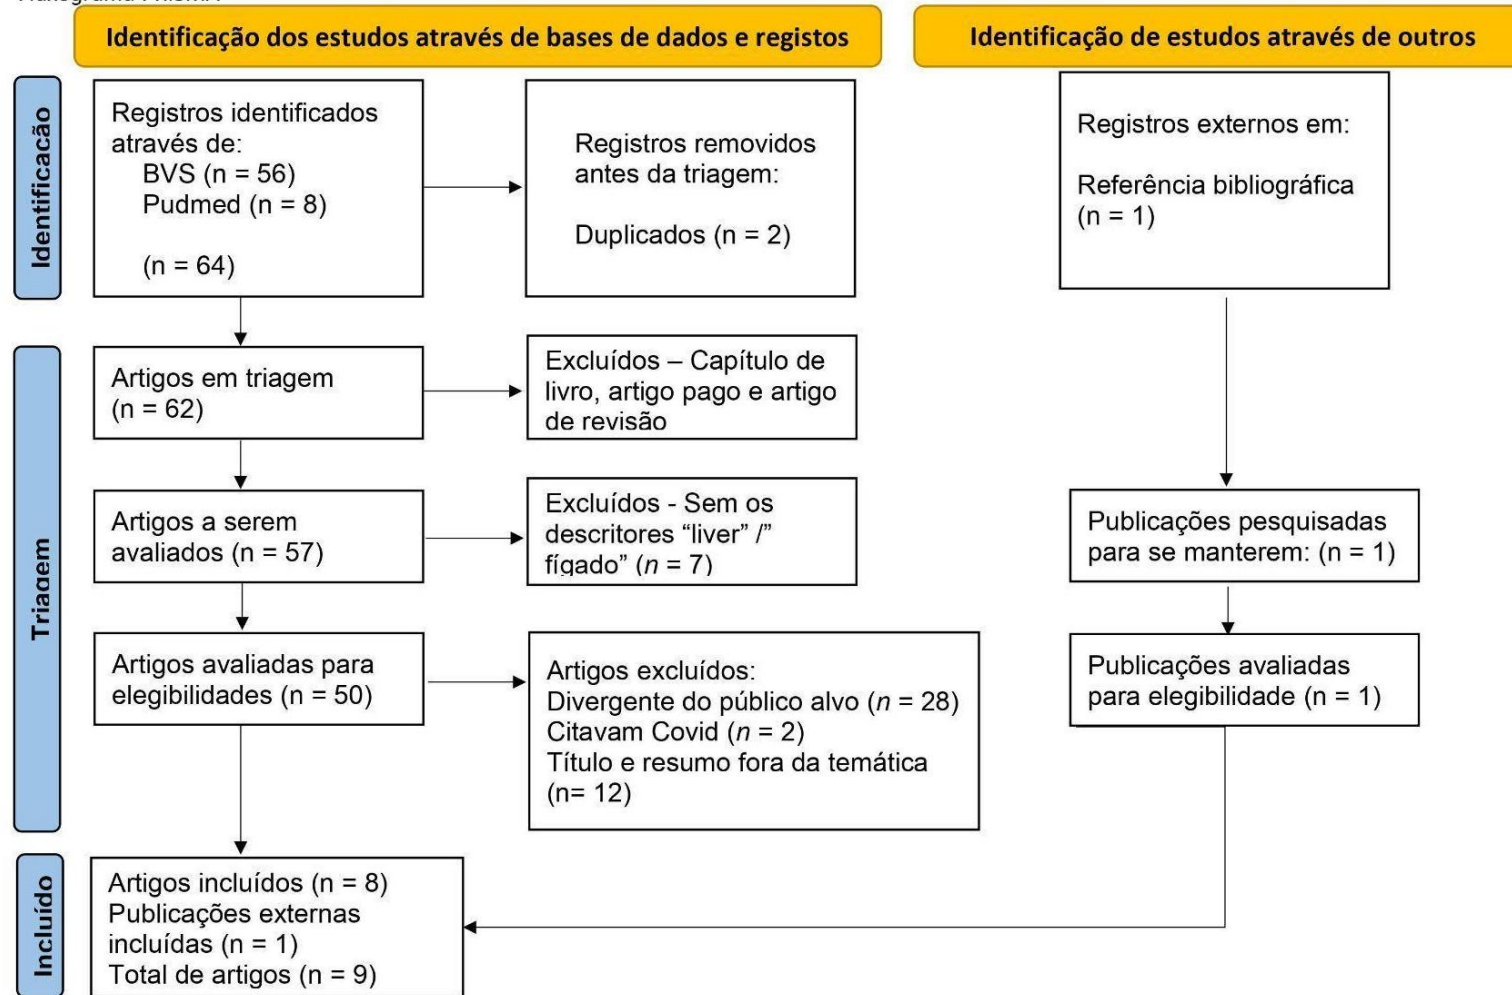 Identificação dos estudos através de bases de dados e registos
Identificação de estudos através de outros
Identificação
Registros identificados
através de:
BVS (n = 56)
Pudmed (n = 8)
(n = 64)
Registros removidos
antes da triagem:
Duplicados (n = 2)
Registros externos em:
Referência bibliográfica
(n = 1)
Triagem
Artigos em triagem
(n = 62)
Excluídos – Capítulo de
livro, artigo pago e artigo
de revisão
Artigos a serem
avaliados (n = 57)
Excluídos - Sem os
descritores “liver” /”
fígado” (n = 7)
Publicações pesquisadas
para se manterem: (n = 1)
Artigos avaliadas para
elegibilidades (n = 50)
Artigos excluídos:
Divergente do público alvo (n = 28)
Citavam Covid (n = 2)
Título e resumo fora da temática
(n= 12)
Publicações avaliadas
para elegibilidade (n = 1)
Incluído
Artigos incluídos (n = 8)
Publicações externas
incluídas (n = 1)
Total de artigos (n = 9)